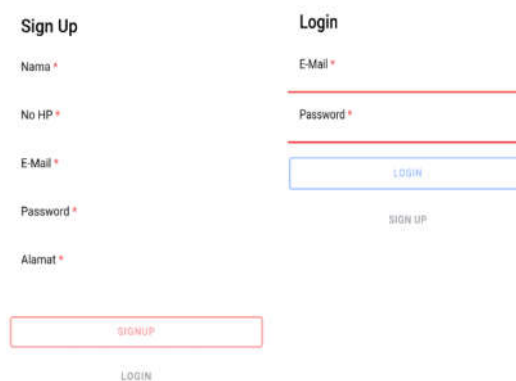 Sign Up
Nama *
No HP *
E-Mail *
Password *
Alamat *
SIGNUP
LOGIN
Login
E-Mail *
Password *
LOGIN
SIGN UP